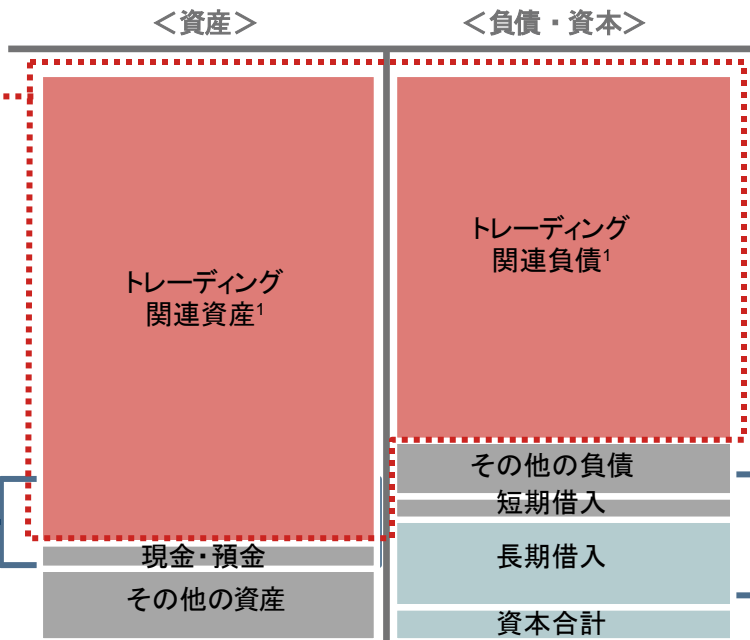 ＜資産＞
トレーディング
関連資産1
現金・預金
その他の資産
＜負債・資本＞
トレーディング
関連負債1
その他の負債
短期借入
長期借入
資本合計